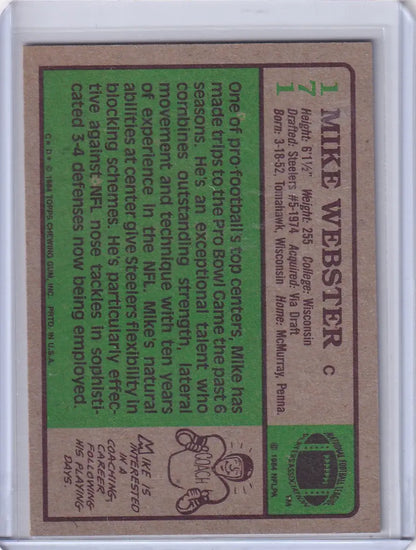 171
MIKE WEBSTER C
Height: 6'1½" Weight: 255 College: Wisconsin
Drafted: Steelers #5-1974 Acquired: Via Draft
Born: 3-18-52, Tomahawk, Wisconsin Home: McMurray, Penna.
One of pro-football's top centers, Mike has
made trips to the Pro Bowl Game the past 6
seasons. He's an exceptional talent who
combines outstanding strength, lateral
movement and technique with ten years
of experience in the NFL. Mike's natural
abilities at center give Steelers flexibility in
blocking schemes. He's particularly effec-
tive against NFL nose tackles in sophisti-
cated 3-4 defenses now being employed.
© 1984 TOPPS CHEWING GUM, INC. PRTD. IN U.S.A.
™
© 1984 NFLPA
COACH
MIKE IS
INTERESTED
IN A
COACHING
CAREER
FOLLOWING
HIS PLAYING
DAYS.